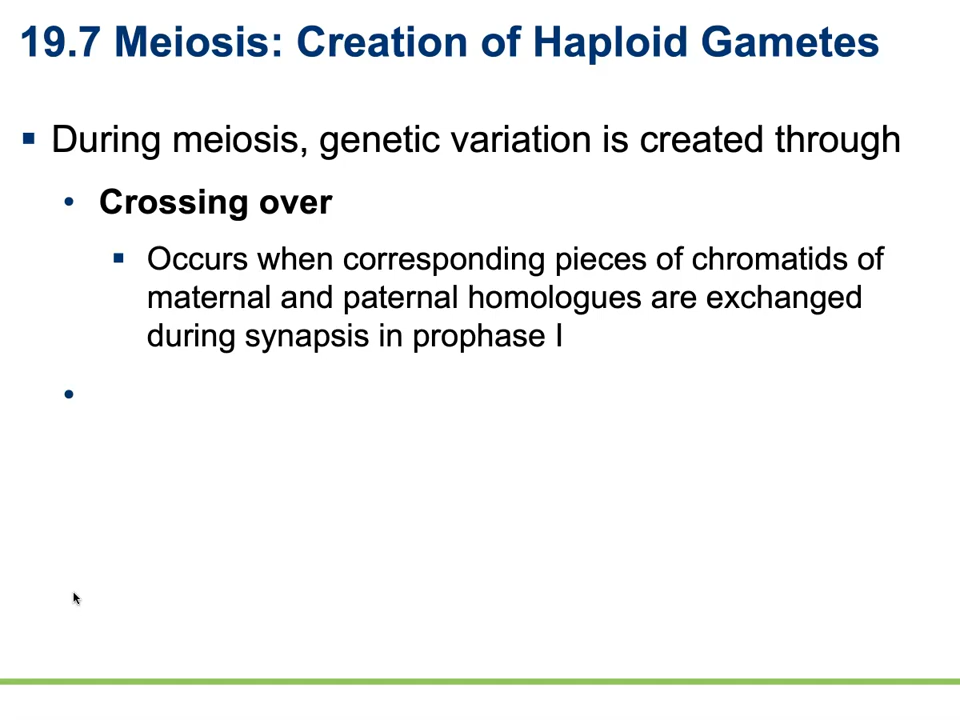 19.7 Meiosis: Creation of Haploid Gametes
During meiosis, genetic variation is created through
Crossing over
Occurs when corresponding pieces of chromatids of
maternal and paternal homologues are exchanged
during synapsis in prophase I